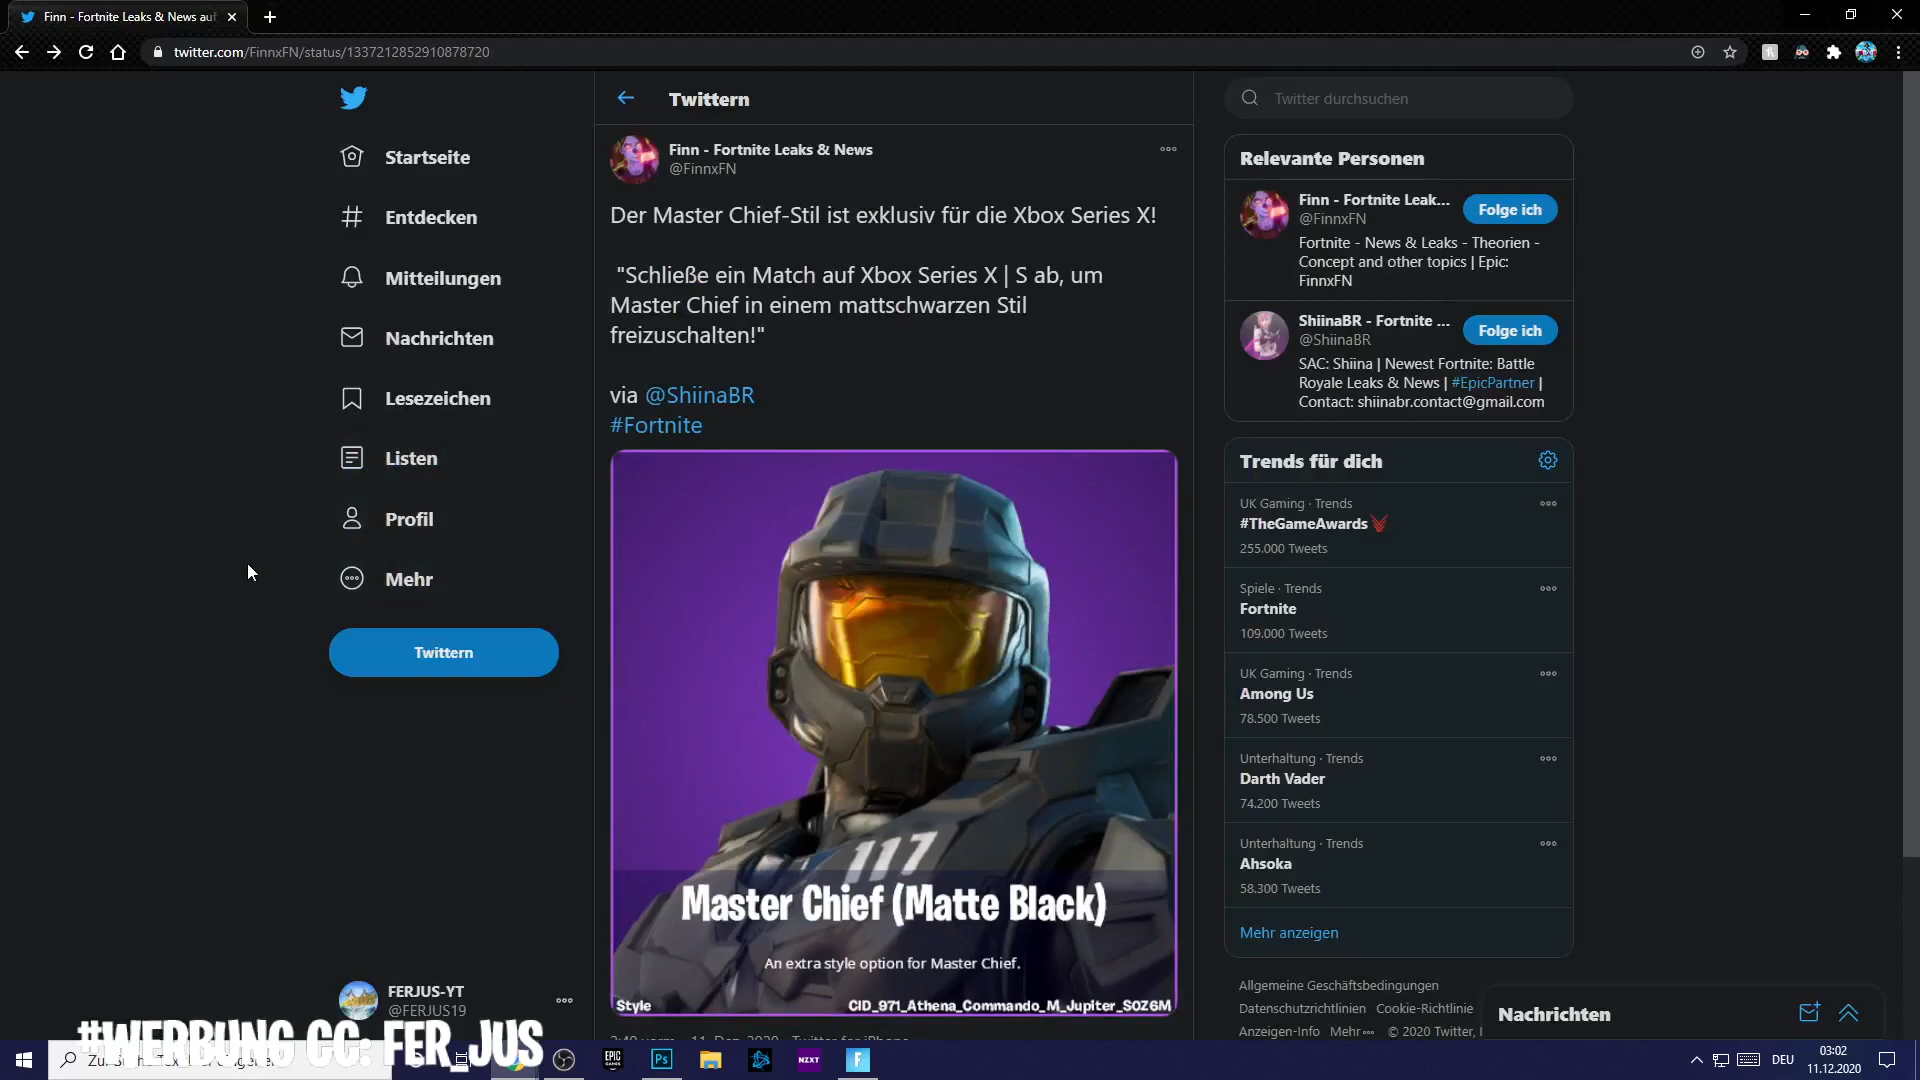 Finn - Fortnite Leaks & News auf
twitter.com/FinnxFN/status/1337212852910878720
Startseite
Entdecken
Mitteilungen
Nachrichten
Lesezeichen
Listen
Profil
Mehr
Twittern
FERJUS-YT
@FERJUS19
Twittern
Finn - Fortnite Leaks & News
@FinnxFN
Der Master Chief-Stil ist exklusiv für die Xbox Series X!
"Schließe ein Match auf Xbox Series X | S ab, um
Master Chief in einem mattschwarzen Stil
freizuschalten!"
via @ShiinaBR
#Fortnite
117
Master Chief (Matte Black)
An extra style option for Master Chief.
Style
CID_971_Athena_Commando_M_Jupiter_S0Z6M
Twitter durchsuchen
Relevante Personen
Finn - Fortnite Leak...
@FinnxFN
Folge ich
Fortnite - News & Leaks - Theorien -
Concept and other topics | Epic:
FinnxFN
ShiinaBR - Fortnite ...
@ShiinaBR
Folge ich
SAC: Shiina | Newest Fortnite: Battle
Royale Leaks & News | #EpicPartner |
Contact: shiinabr.contact@gmail.com
Trends für dich
UK Gaming · Trends
#TheGameAwards
255.000 Tweets
Spiele · Trends
Fortnite
109.000 Tweets
UK Gaming · Trends
Among Us
78.500 Tweets
Unterhaltung · Trends
Darth Vader
74.200 Tweets
Unterhaltung · Trends
Ahsoka
58.300 Tweets
Mehr anzeigen
Allgemeine Geschäftsbedingungen
Datenschutzrichtlinien Cookie-Richtlinie
Anzeigen-Info Mehr © 2020 Twitter,
Nachrichten
#WERBUNG CC: FER_JUS
EPIC GAMES
Ps
NZXT
F
DEU
03:02
11.12.2020